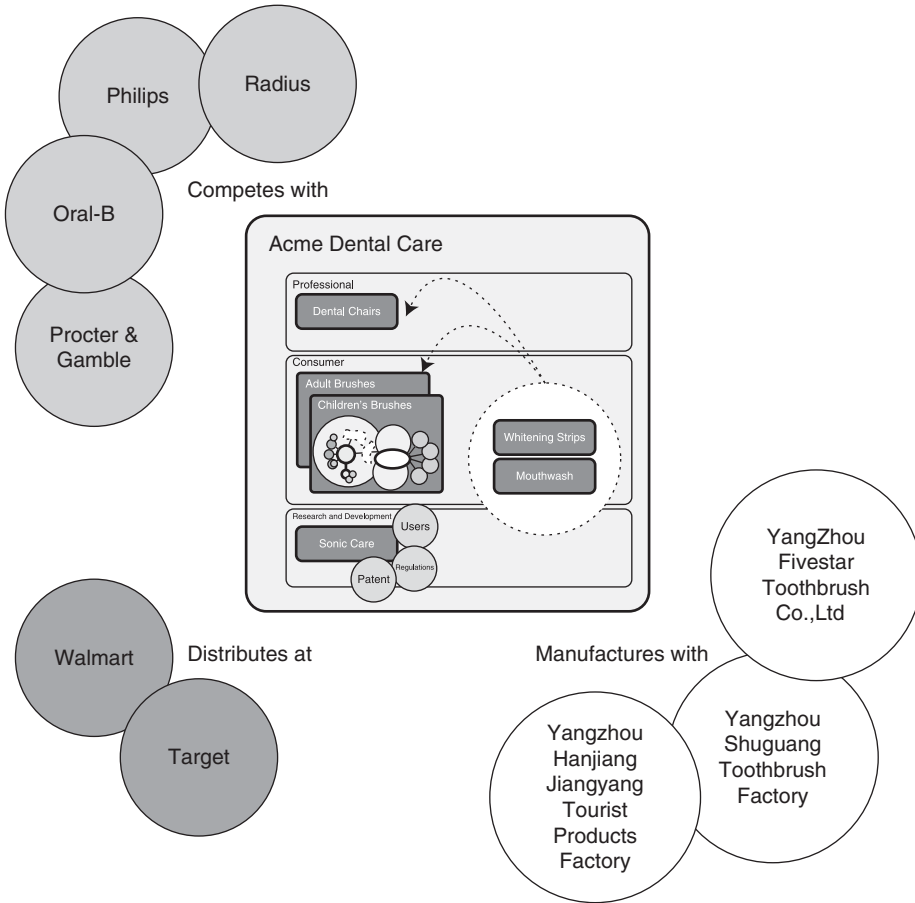 Philips
Radius
Oral-B
Procter &
Gamble
Competes with
Acme Dental Care
Professional
Dental Chairs
Consumer
Adult Brushes
Children's Brushes
Whitening Strips
Mouthwash
Research and Development
Sonic Care
Users
Regulations
Patent
Walmart
Target
Distributes at
Manufactures with
YangZhou
Fivestar
Toothbrush
Co.,Ltd
Yangzhou
Shuguang
Toothbrush
Factory
Yangzhou
Hanjiang
Jiangyang
Tourist
Products
Factory